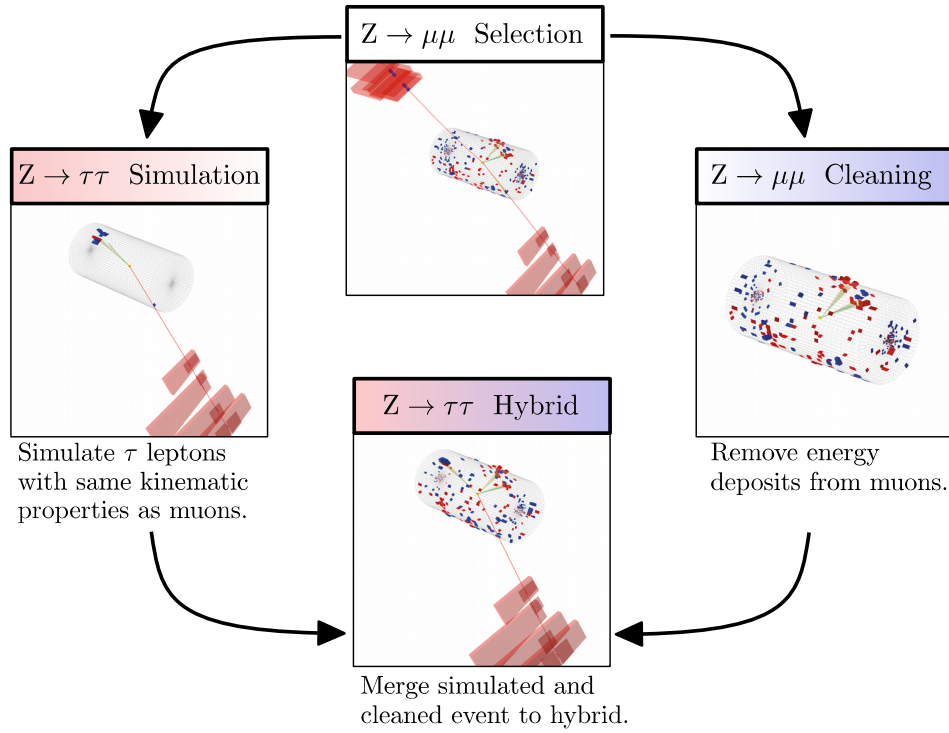 Z → μμ Selection
Z → ττ Simulation
Z → μμ Cleaning
Simulate τ leptons
with same kinematic
properties as muons.
Remove energy
deposits from muons.
Z → ττ Hybrid
Merge simulated and
cleaned event to hybrid.